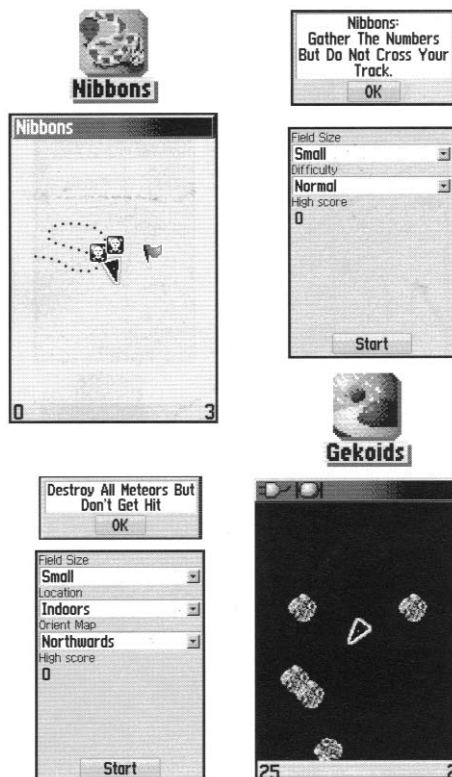 Nibbons
Nibbons:
Gather The Numbers
But Do Not Cross Your
Track.
OK
Nibbons
0 3
Field Size
Small
Difficulty
Normal
High score
0
Start
Gekoids
Destroy All Meteors But
Don't Get Hit
OK
Field Size
Small
Location
Indoors
Orient Map
Northwards
High score
0
Start
25